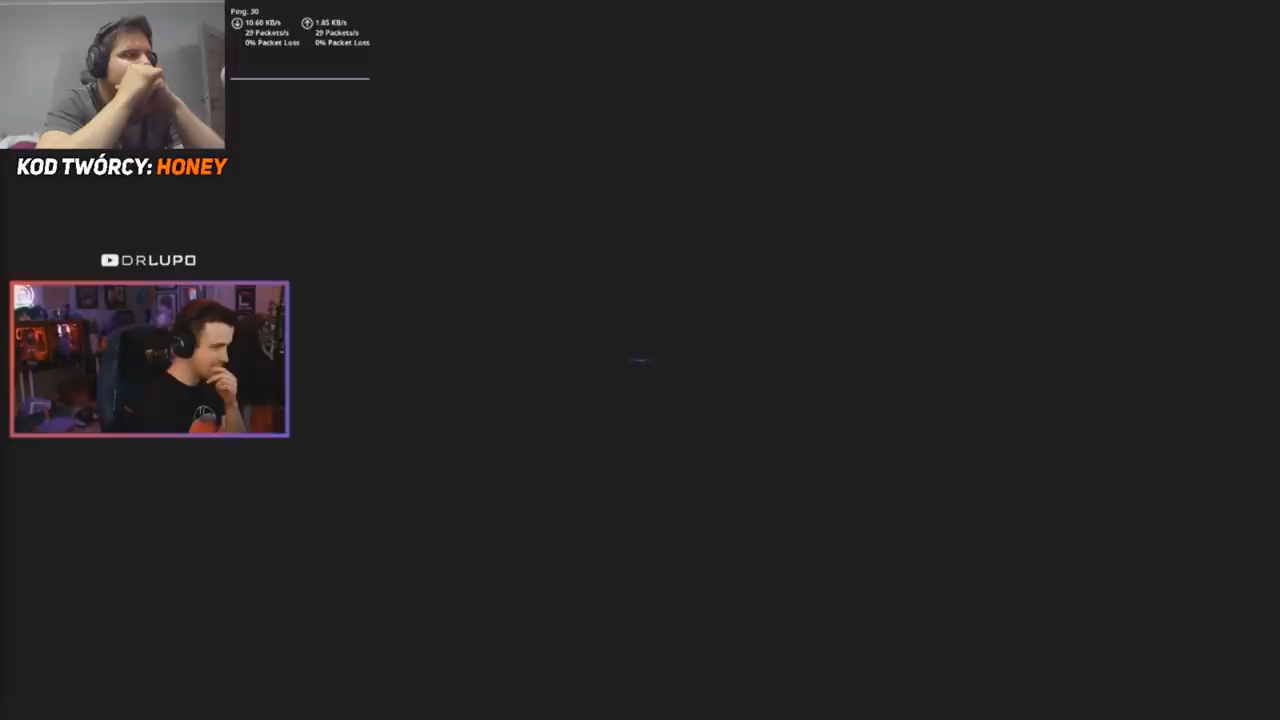 Ping: 30
10.60 KB/s
1.85 KB/s
29 Packets/s
29 Packets/s
0% Packet Loss
0% Packet Loss
KOD TWÓRCY: HONEY
DRLUPO